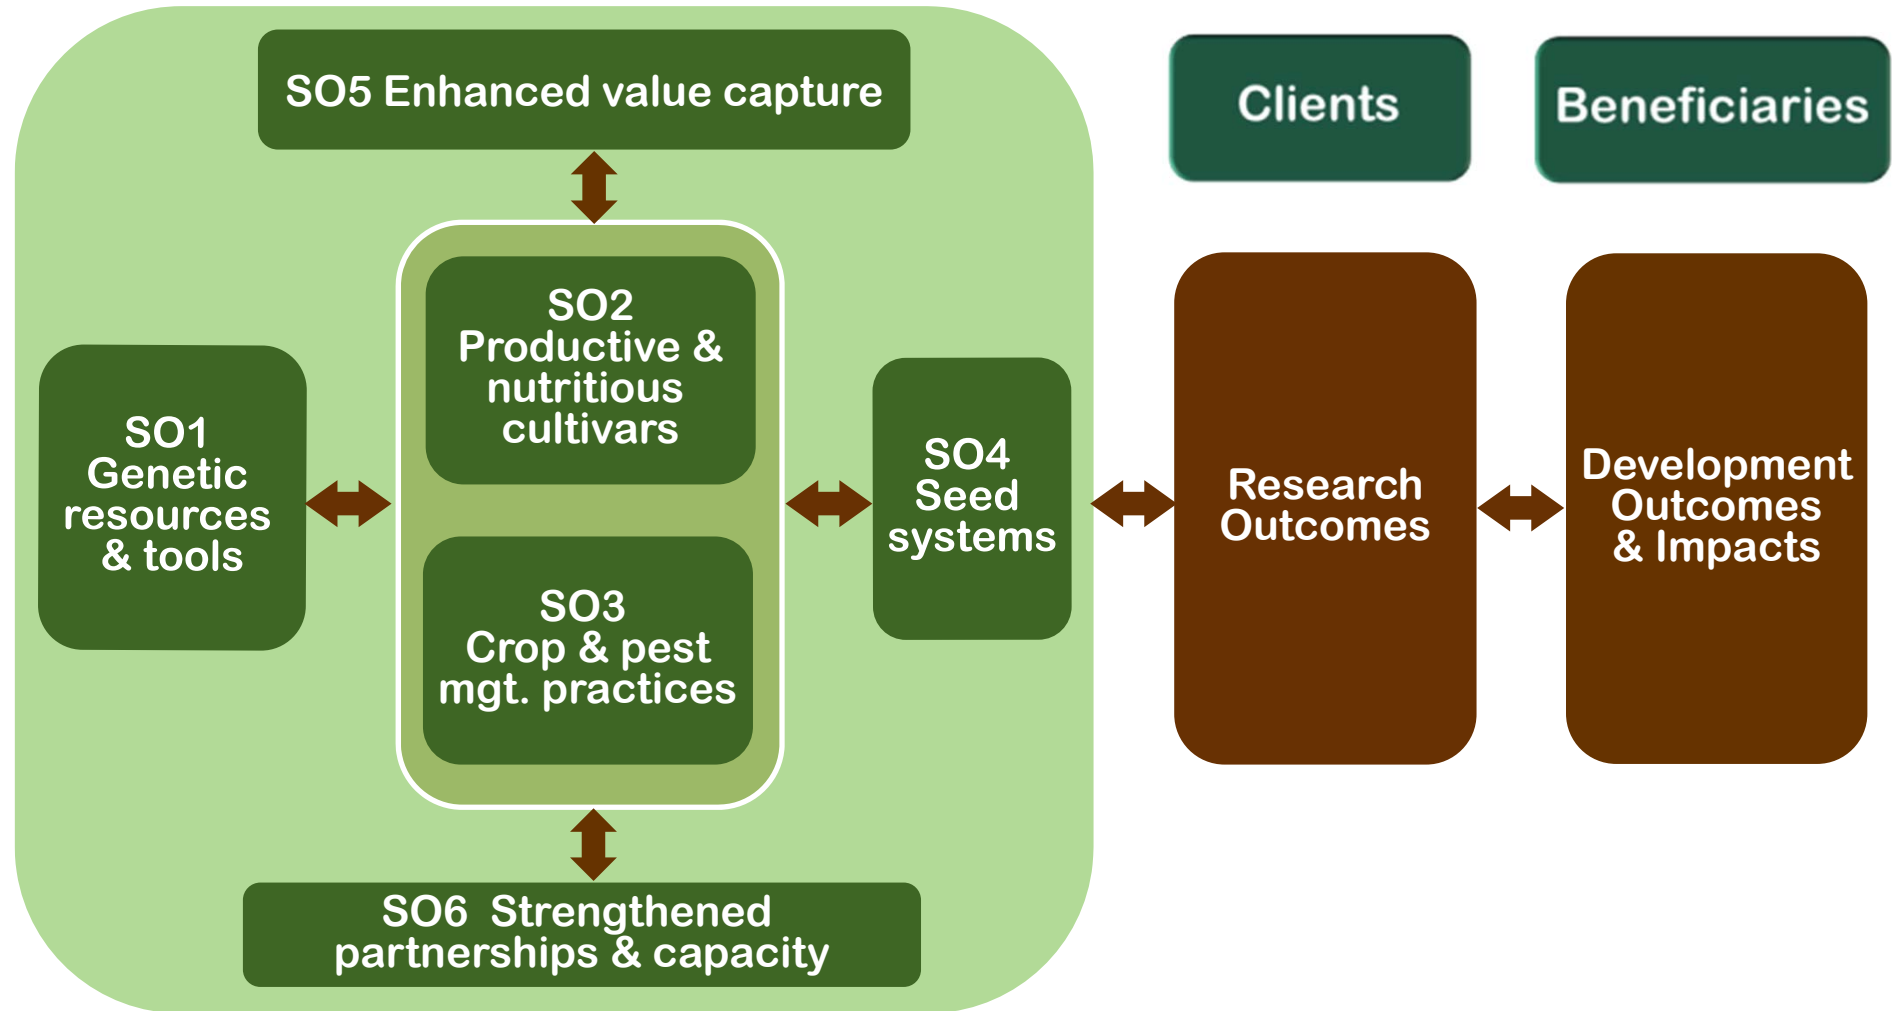 SO5 Enhanced value capture
Clients
Beneficiaries
SO1
Genetic
resources
& tools
SO2
Productive &
nutritious
cultivars
SO3
Crop & pest
mgt. practices
SO4
Seed
systems
Research
Outcomes
Development
Outcomes
& Impacts
SO6  Strengthened
partnerships & capacity